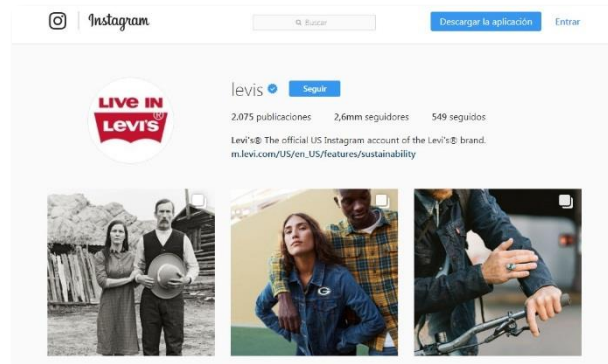 Instagram
Buscar
Descargar la aplicación
Entrar
LIVE IN
LEVI'S®
levis
Seguir
2.075 publicaciones 2,6mm seguidores 549 seguidos
Levi's® The official US Instagram account of the Levi's® brand.
m.levi.com/US/en_US/features/sustainability
G